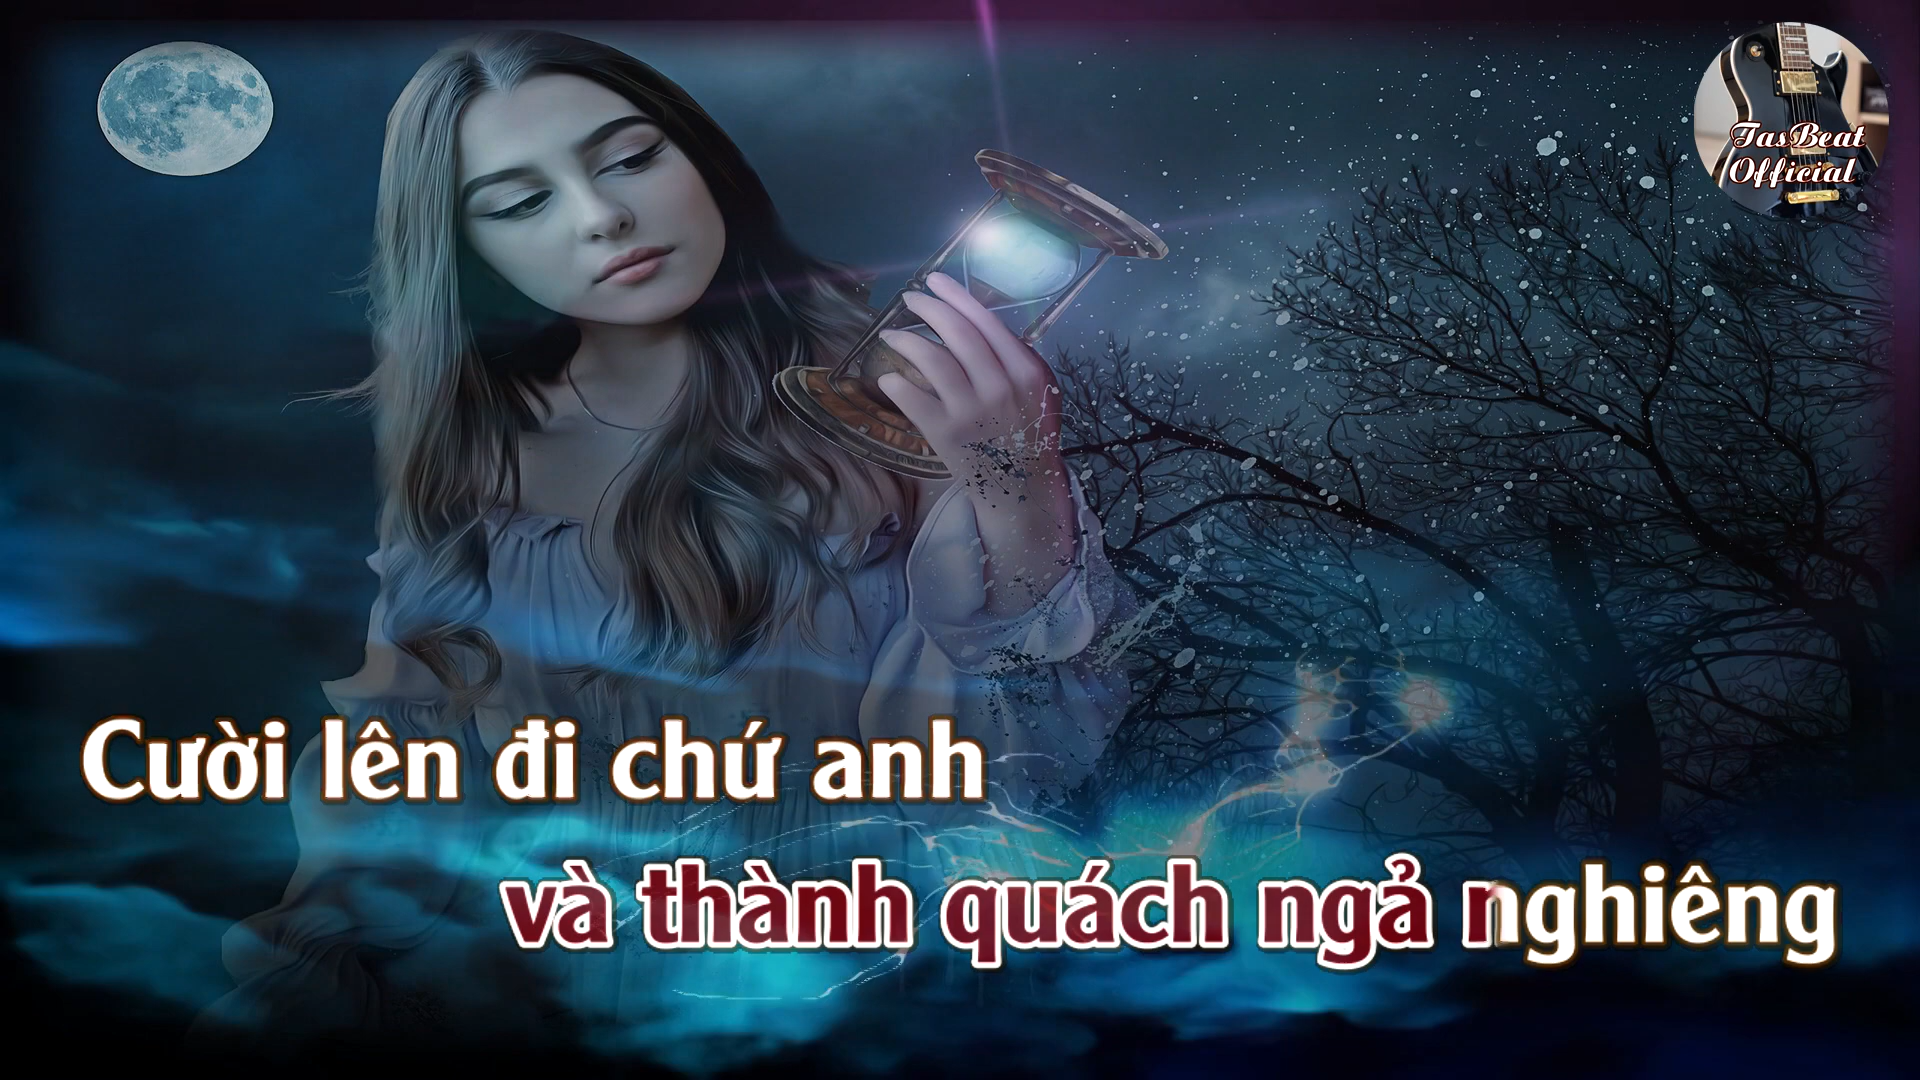 TasBeat
Official
Cười lên đi chứ anh
và thành quách ngả nghiêng